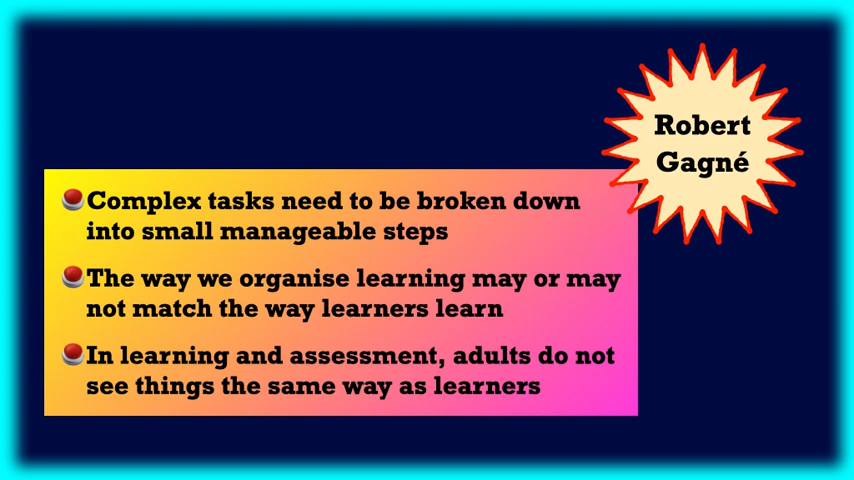 Robert
Gagné
Complex tasks need to be broken down
into small manageable steps
The way we organise learning may or may
not match the way learners learn
In learning and assessment, adults do not
see things the same way as learners